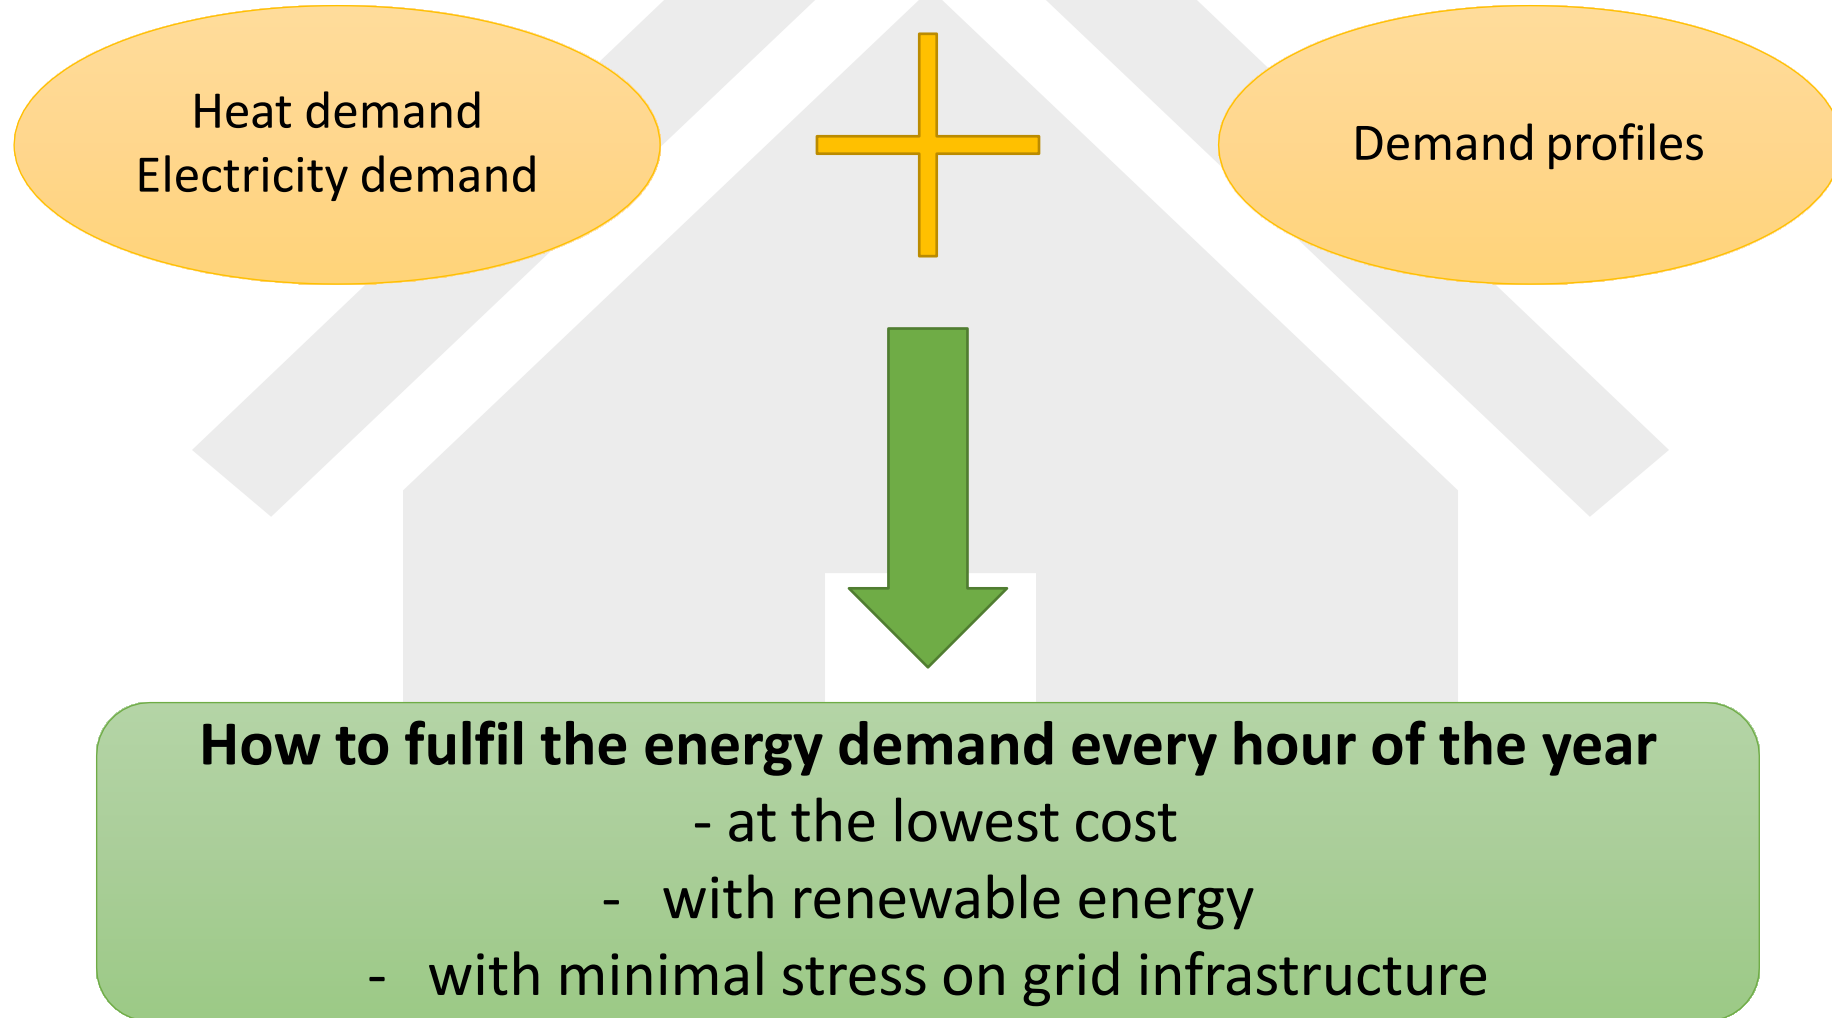 Heat demand
Electricity demand
Demand profiles
How to fulfil the energy demand every hour of the year
- at the lowest cost
- with renewable energy
- with minimal stress on grid infrastructure